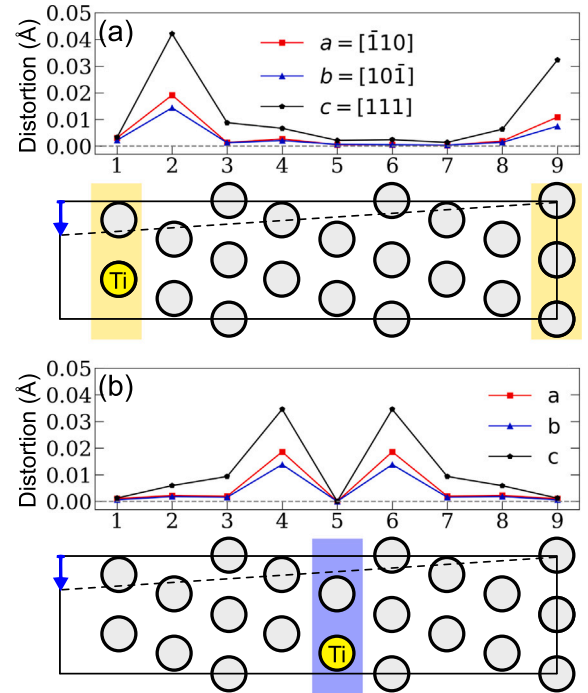 (a)
Distortion (Å)
0.05
0.04
0.03
0.02
0.01
0.00
a = [1̄10]
b = [101̄]
c = [111]
1 2 3 4 5 6 7 8 9
Ti
(b)
Distortion (Å)
0.05
0.04
0.03
0.02
0.01
0.00
a
b
c
1 2 3 4 5 6 7 8 9
Ti